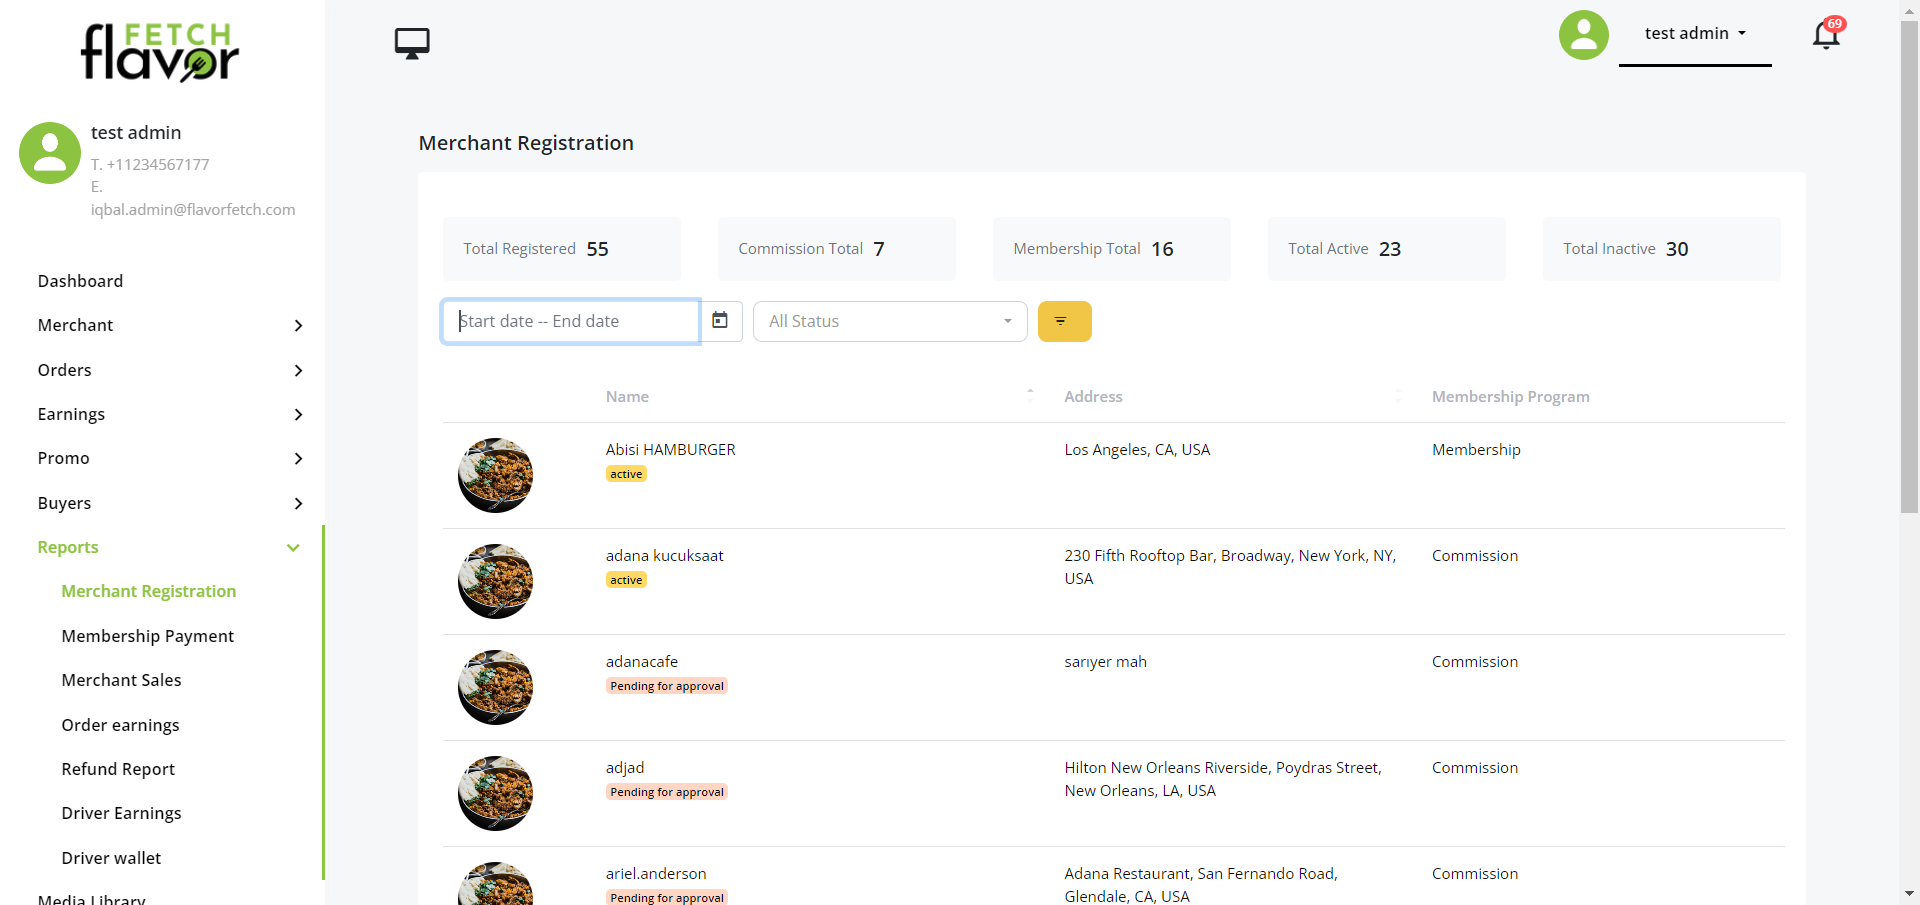 FETCH
flavor
test admin
69
test admin
T. +11234567177
E.
iqbal.admin@flavorfetch.com
Dashboard
Merchant
Orders
Earnings
Promo
Buyers
Reports
Merchant Registration
Membership Payment
Merchant Sales
Order earnings
Refund Report
Driver Earnings
Driver wallet
Media Library
Merchant Registration
Total Registered 55
Commission Total 7
Membership Total 16
Total Active 23
Total Inactive 30
Start date -- End date
All Status
Name
Address
Membership Program
Abisi HAMBURGER
active
Los Angeles, CA, USA
Membership
adana kucuksaat
active
230 Fifth Rooftop Bar, Broadway, New York, NY,
USA
Commission
adanacafe
Pending for approval
sarıyer mah
Commission
adjad
Pending for approval
Hilton New Orleans Riverside, Poydras Street,
New Orleans, LA, USA
Commission
ariel.anderson
Pending for approval
Adana Restaurant, San Fernando Road,
Glendale, CA, USA
Commission